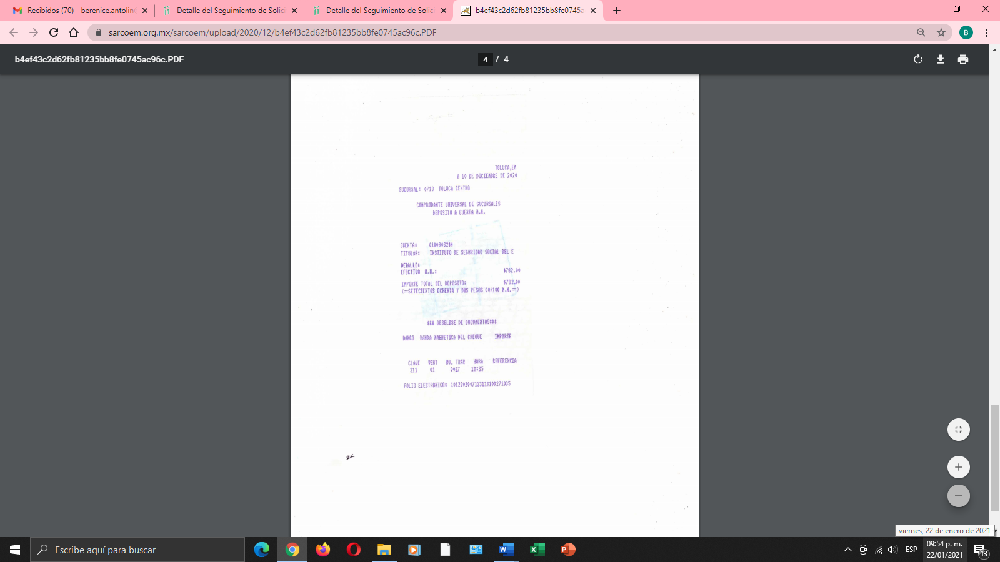 Recibidos (70) - berenice.antolin
Detalle del Seguimiento de Solici
Detalle del Seguimiento de Solici
b4ef43c2d62fb81235bb8fe0745a
sarcoem.org.mx/sarcoem/upload/2020/12/b4ef43c2d62fb81235bb8fe0745ac96c.PDF
B
b4ef43c2d62fb81235bb8fe0745ac96c.PDF
4 / 4
TOLUCA,EM
A 10 DE DICIEMBRE DE 2020
SUCURSAL: 0713 TOLUCA CENTRO
COMPROBANTE UNIVERSAL DE SUCURSALES
DEPOSITO A CUENTA M.N.
CUENTA: 0100803244
TITULAR: INSTITUTO DE SEGURIDAD SOCIAL DEL E
DETALLE:
EFECTIVO M.N.: $782.00
IMPORTE TOTAL DEL DEPOSITO: $782.00
(==SETECIENTOS OCHENTA Y DOS PESOS 00/100 M.N.==)
### DESGLOSE DE DOCUMENTOS###
BANCO BANDA MAGNETICA DEL CHEQUE IMPORTE
CLAVE VERT NO. TRAN HORA REFERENCIA
311 01 0027 10:35
FOLIO ELECTRONICO: 1012202007133110100271035
viernes, 22 de enero de 2021
Escribe aquí para buscar
ESP
09:54 p. m.
22/01/2021
13